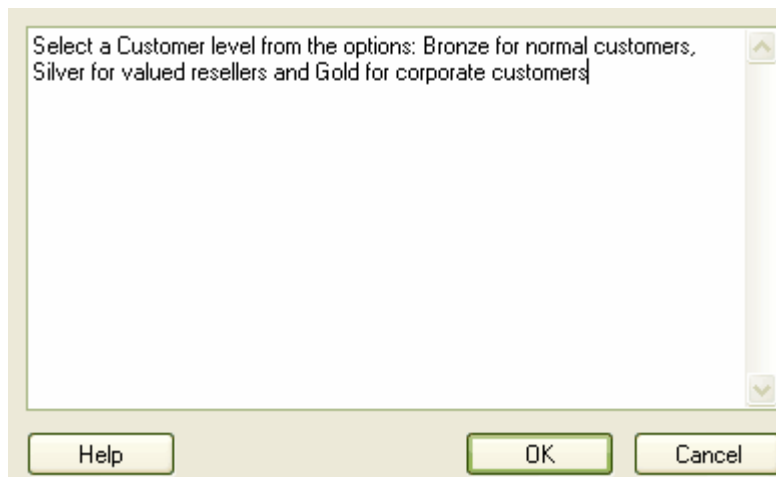 Select a Customer level from the options: Bronze for normal customers,
Silver for valued resellers and Gold for corporate customers
Help
OK
Cancel